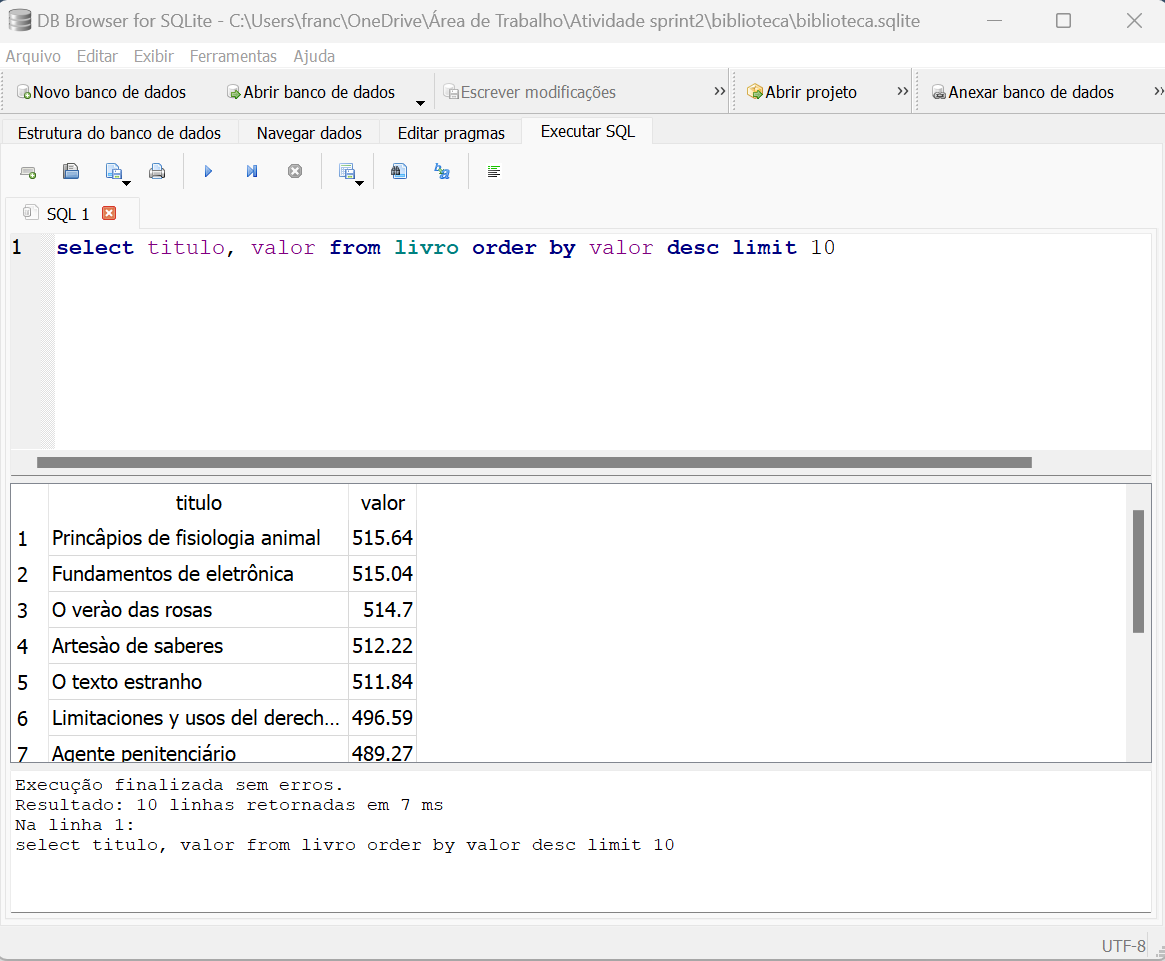 DB Browser for SQLite - C:\Users\franc\OneDrive\Área de Trabalho\Atividade sprint2\biblioteca\biblioteca.sqlite
Arquivo Editar Exibir Ferramentas Ajuda
Novo banco de dados Abrir banco de dados Escrever modificações » Abrir projeto » Anexar banco de dados »
Estrutura do banco de dados Navegar dados Editar pragmas Executar SQL
SQL 1
1 select titulo, valor from livro order by valor desc limit 10
titulo valor
1 Princâpios de fisiologia animal 515.64
2 Fundamentos de eletrônica 515.04
3 O verào das rosas 514.7
4 Artesào de saberes 512.22
5 O texto estranho 511.84
6 Limitaciones y usos del derech... 496.59
7 Agente penitenciário 489.27
Execução finalizada sem erros.
Resultado: 10 linhas retornadas em 7 ms
Na linha 1:
select titulo, valor from livro order by valor desc limit 10
UTF-8